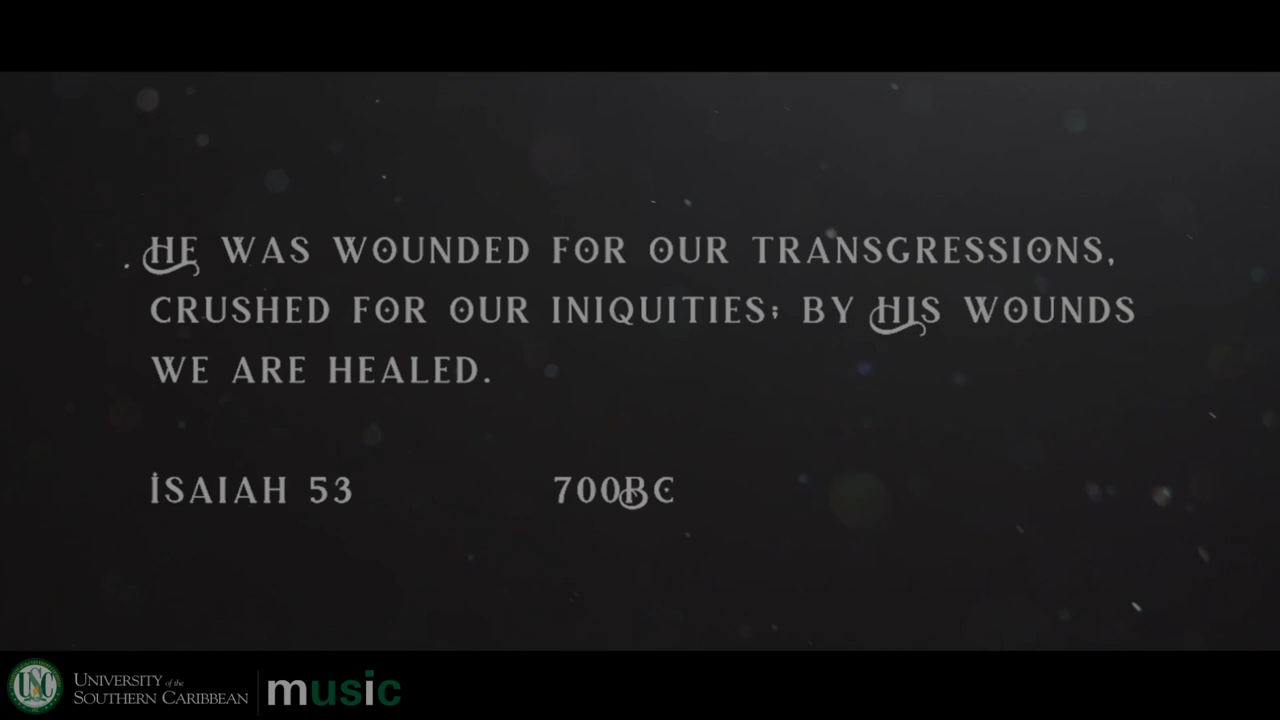 HE WAS WOUNDED FOR OUR TRANSGRESSIONS,
CRUSHED FOR OUR INIQUITIES; BY HIS WOUNDS
WE ARE HEALED.
ISAIAH 53 700BC
USC UNIVERSITY of the
SOUTHERN CARIBBEAN
music